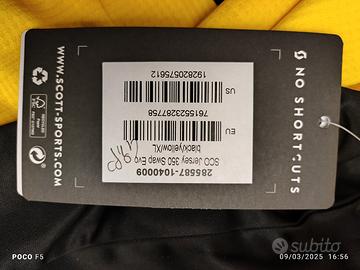 NO SHORTCUTS
285587-1040009
SCO Jersey 350 Swap Evo
black/yellow/XL
EU
7615523287758
US
192820575612
WWW.SCOTT-SPORTS.COM
POCO F5
subito
09/03/2025 16:56